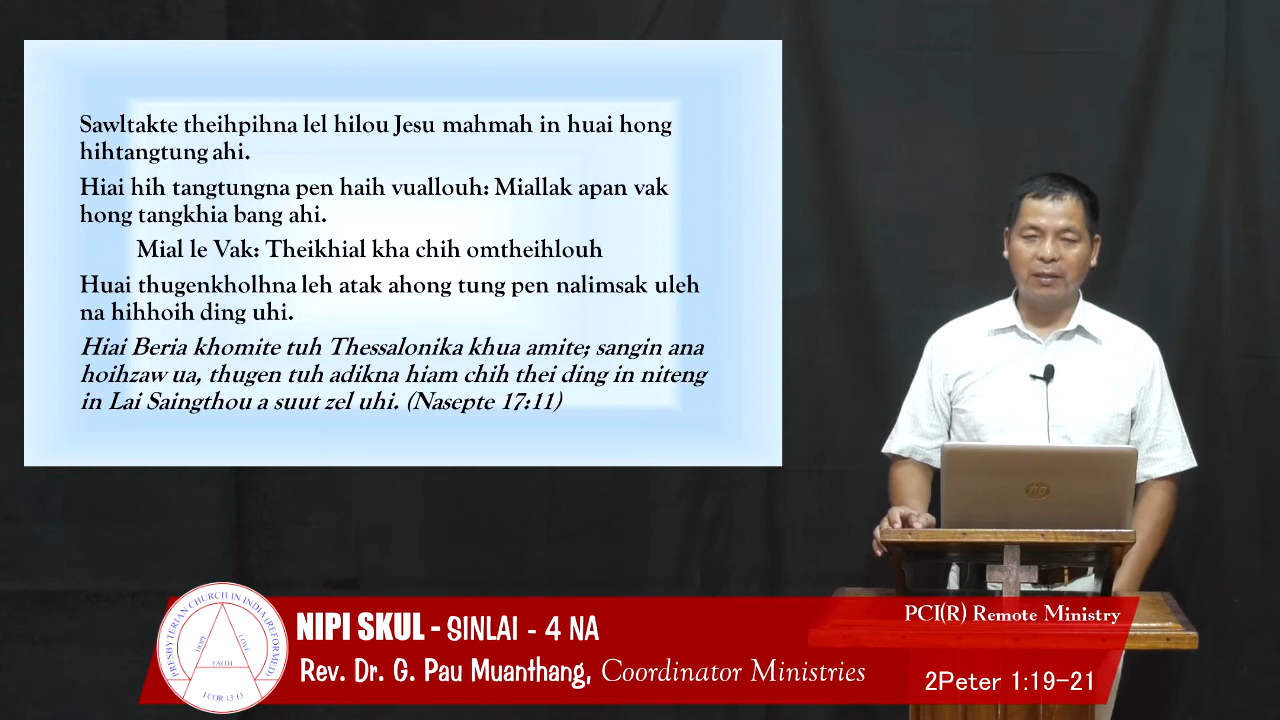 Sawltakte theihpihna lel hilou Jesu mahmah in huai hong
hihtangtung ahi.
Hiai hih tangtungna pen haih vuallouh: Miallak apan vak
hong tangkhia bang ahi.
Mial le Vak: Theikhial kha chih omtheihlouh
Huai thugenkholhna leh atak ahong tung pen nalimsak uleh
na hihhoih ding uhi.
Hiai Beria khomite tuh Thessalonika khua amite; sangin ana
hoihzaw ua, thugen tuh adikna hiam chih thei ding in niteng
in Lai Saingthou a suut zel uhi. (Nasepte 17:11)
hp
PRESBYTERIAN CHURCH IN INDIA (REFORMED)
HOPE
LOVE
FAITH
I COR 13:13
NIPI SKUL - SINLAI - 4 NA
Rev. Dr. G. Pau Muanthang, Coordinator Ministries
PCI(R) Remote Ministry
2Peter 1:19-21